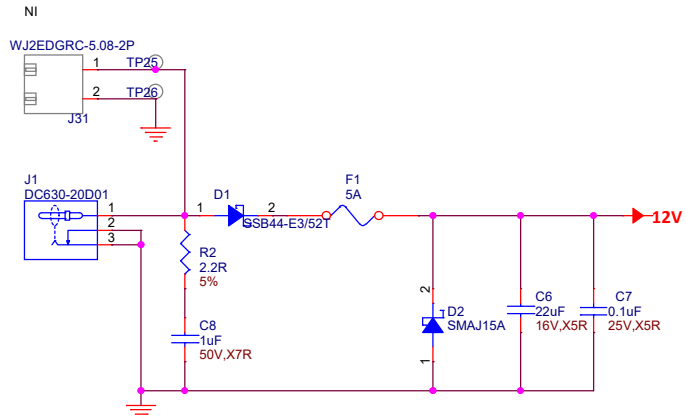 NI
WJ2EDGRC-5.08-2P
1
TP25
2
TP26
J31
J1
DC630-20D01
1
2
3
D1
1
2
SSB44-E3/52T
F1
5A
12V
R2
2.2R
5%
C8
1uF
50V,X7R
2
D2
SMAJ15A
1
C6
22uF
16V,X5R
C7
0.1uF
25V,X5R